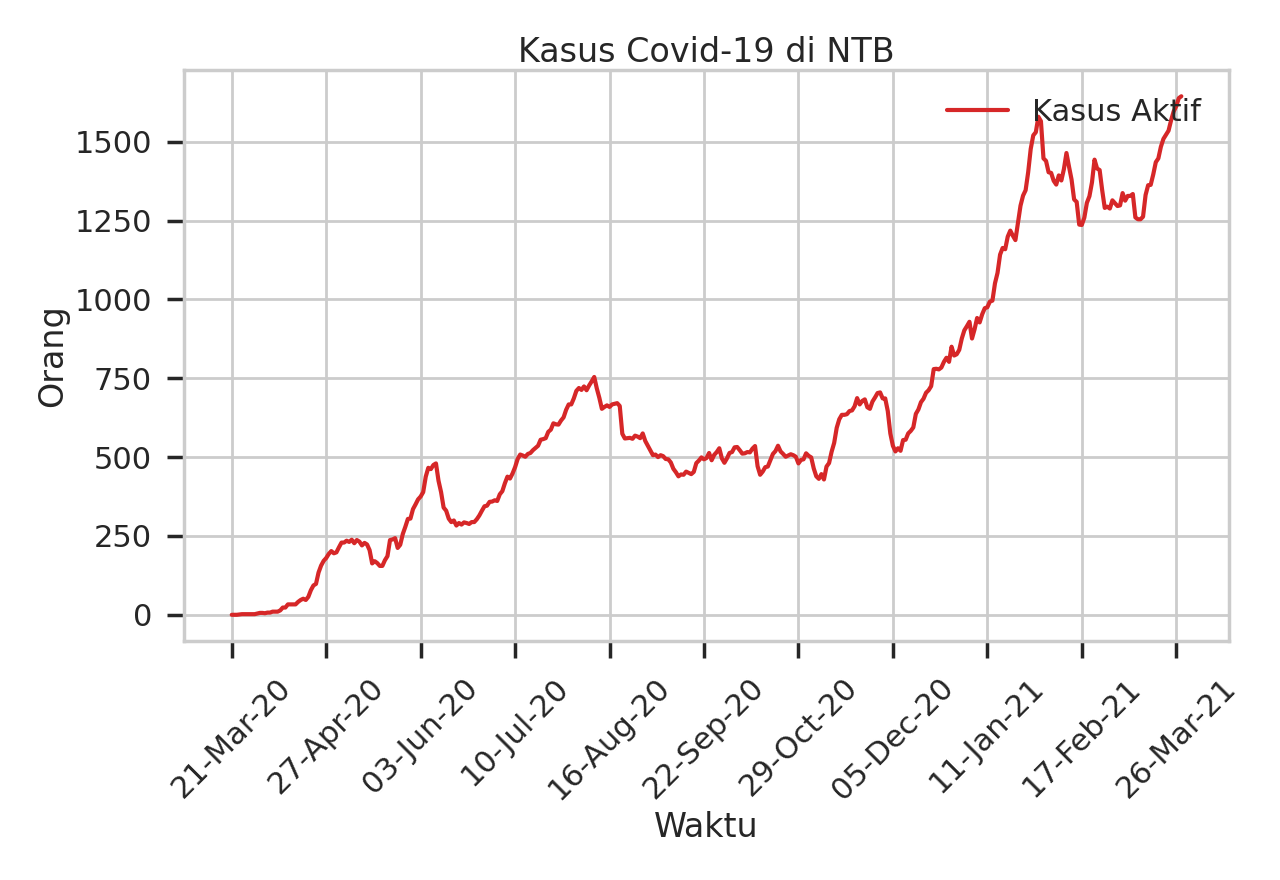 Kasus Covid-19 di NTB
Kasus Aktif
Orang
1500
1250
1000
750
500
250
0
21-Mar-20
27-Apr-20
03-Jun-20
10-Jul-20
16-Aug-20
22-Sep-20
29-Oct-20
05-Dec-20
11-Jan-21
17-Feb-21
26-Mar-21
Waktu